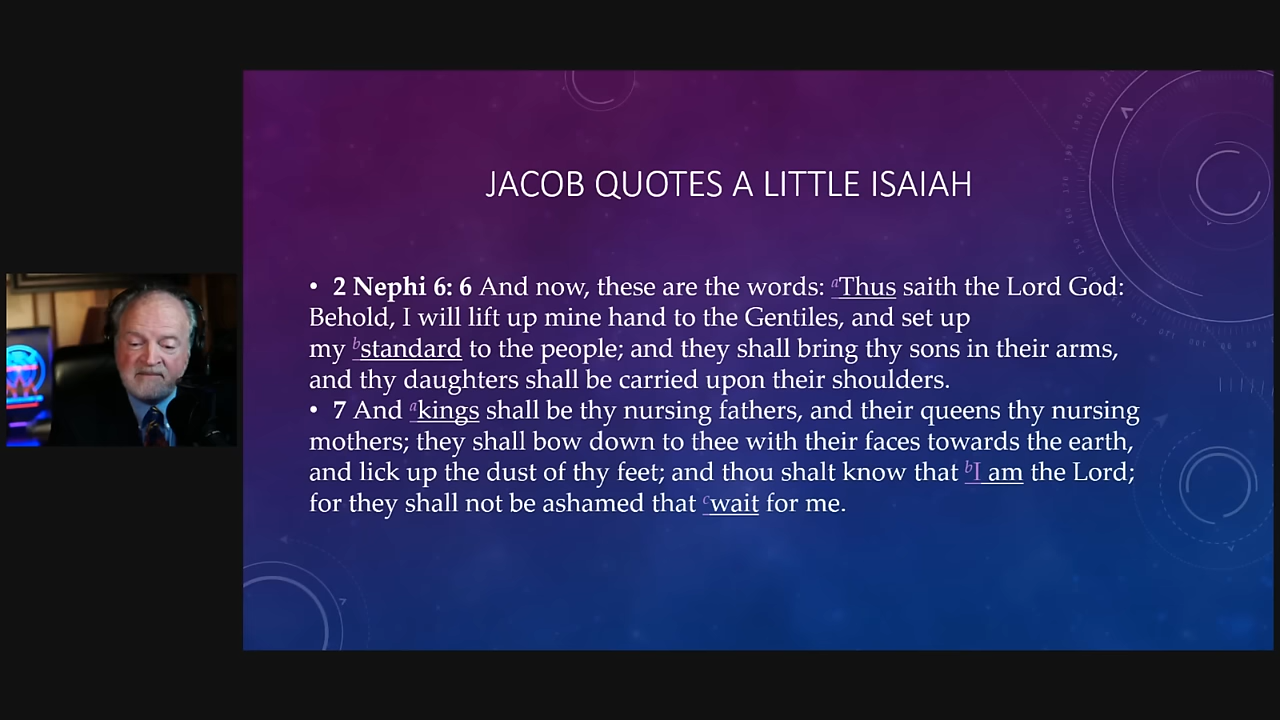 JACOB QUOTES A LITTLE ISAIAH
• 2 Nephi 6: 6 And now, these are the words: aThus saith the Lord God:
Behold, I will lift up mine hand to the Gentiles, and set up
my bstandard to the people; and they shall bring thy sons in their arms,
and thy daughters shall be carried upon their shoulders.
• 7 And akings shall be thy nursing fathers, and their queens thy nursing
mothers; they shall bow down to thee with their faces towards the earth,
and lick up the dust of thy feet; and thou shalt know that bI am the Lord;
for they shall not be ashamed that cwait for me.